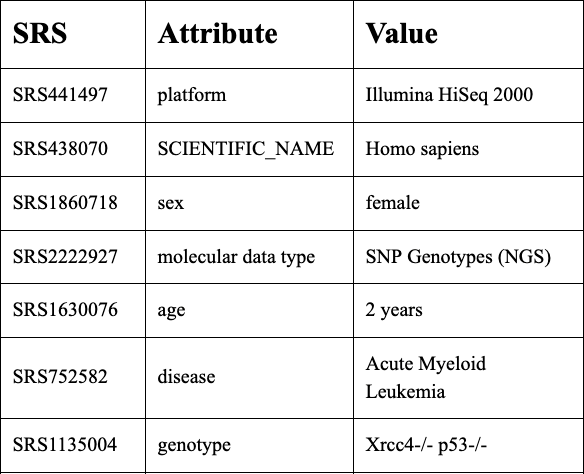 SRS Attribute Value
SRS441497 platform Illumina HiSeq 2000
SRS438070 SCIENTIFIC_NAME Homo sapiens
SRS1860718 sex female
SRS2222927 molecular data type SNP Genotypes (NGS)
SRS1630076 age 2 years
SRS752582 disease Acute Myeloid
Leukemia
SRS1135004 genotype Xrcc4-/- p53-/-